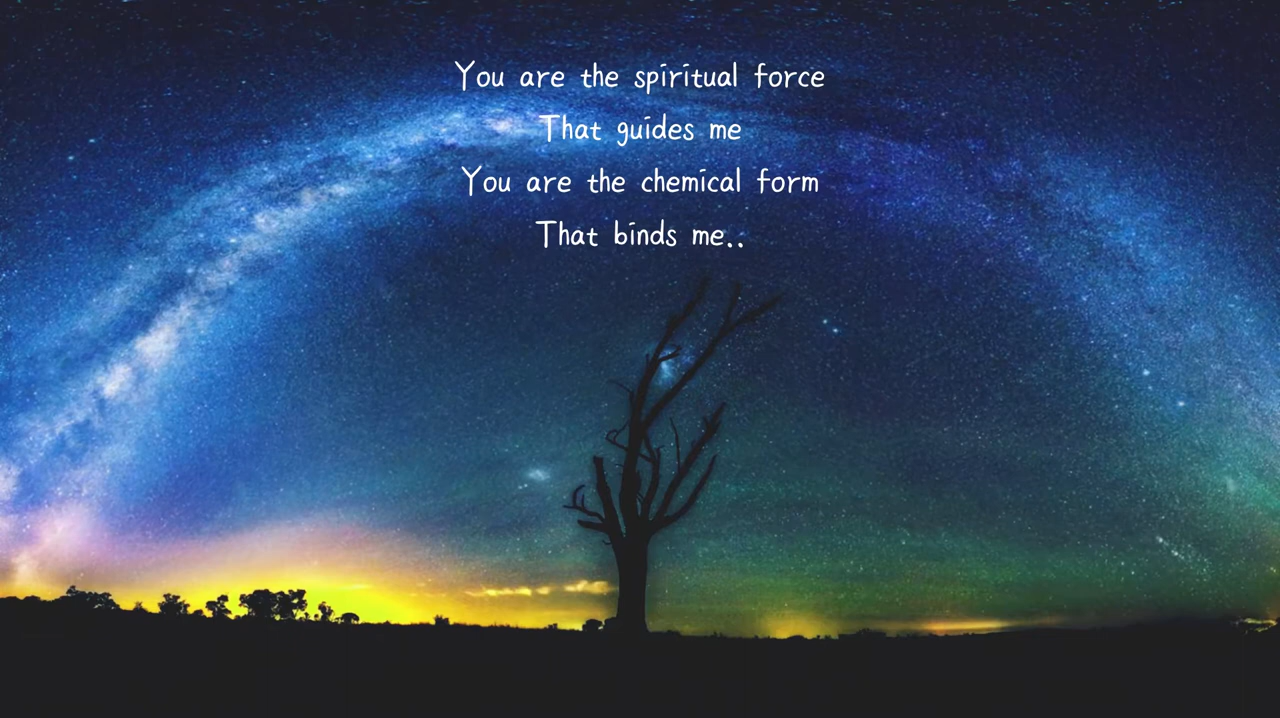 You are the spiritual force
That guides me
You are the chemical form
That binds me..